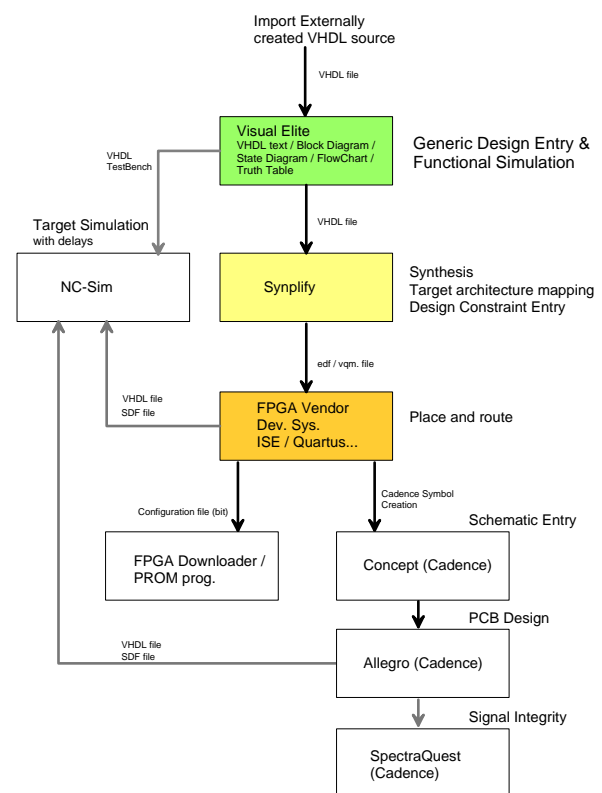 Import Externally
created VHDL source
VHDL file
Visual Elite
VHDL text / Block Diagram /
State Diagram / FlowChart /
Truth Table
Generic Design Entry &
Functional Simulation
VHDL
TestBench
VHDL file
Target Simulation
with delays
NC-Sim
Synplify
Synthesis
Target architecture mapping
Design Constraint Entry
edf / vqm. file
VHDL file
SDF file
FPGA Vendor
Dev. Sys.
ISE / Quartus...
Place and route
Configuration file (bit)
Cadence Symbol
Creation
Schematic Entry
FPGA Downloader /
PROM prog.
Concept (Cadence)
PCB Design
VHDL file
SDF file
Allegro (Cadence)
Signal Integrity
SpectraQuest
(Cadence)